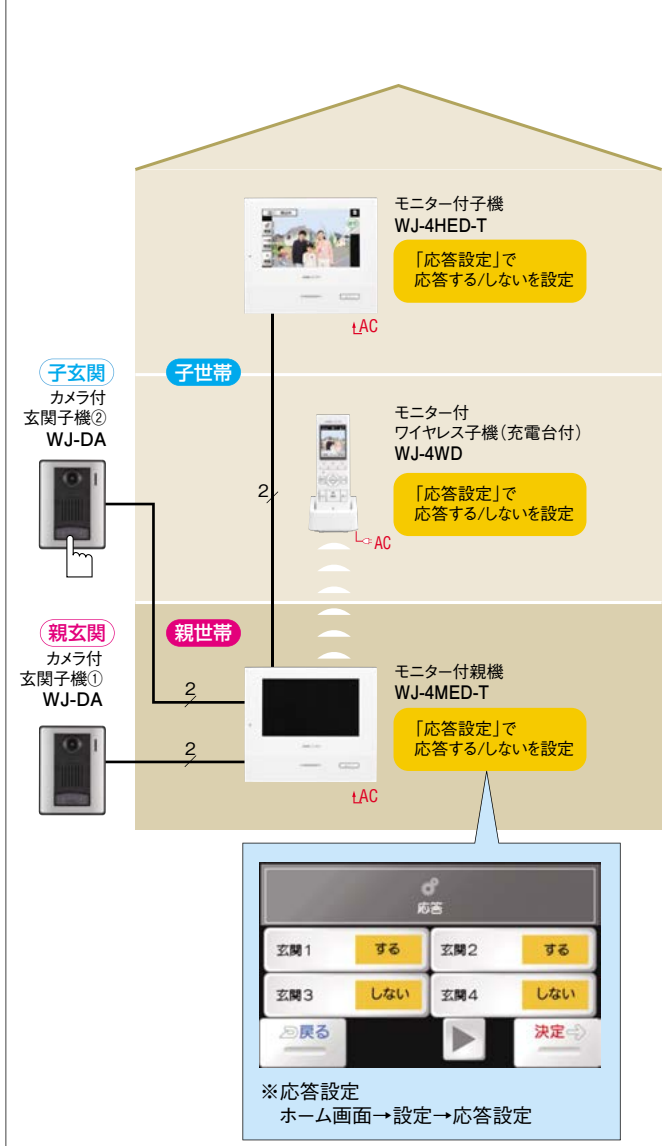 モニター付子機
WJ-4HED-T
「応答設定」で
応答する/しないを設定
AC
子玄関
カメラ付
玄関子機②
WJ-DA
子世帯
2
モニター付
ワイヤレス子機(充電台付)
WJ-4WD
「応答設定」で
応答する/しないを設定
AC
親玄関
カメラ付
玄関子機①
WJ-DA
親世帯
2
2
モニター付親機
WJ-4MED-T
「応答設定」で
応答する/しないを設定
AC
応答
玄関1 する 玄関2 する
玄関3 しない 玄関4 しない
戻る 決定
※応答設定
ホーム画面→設定→応答設定